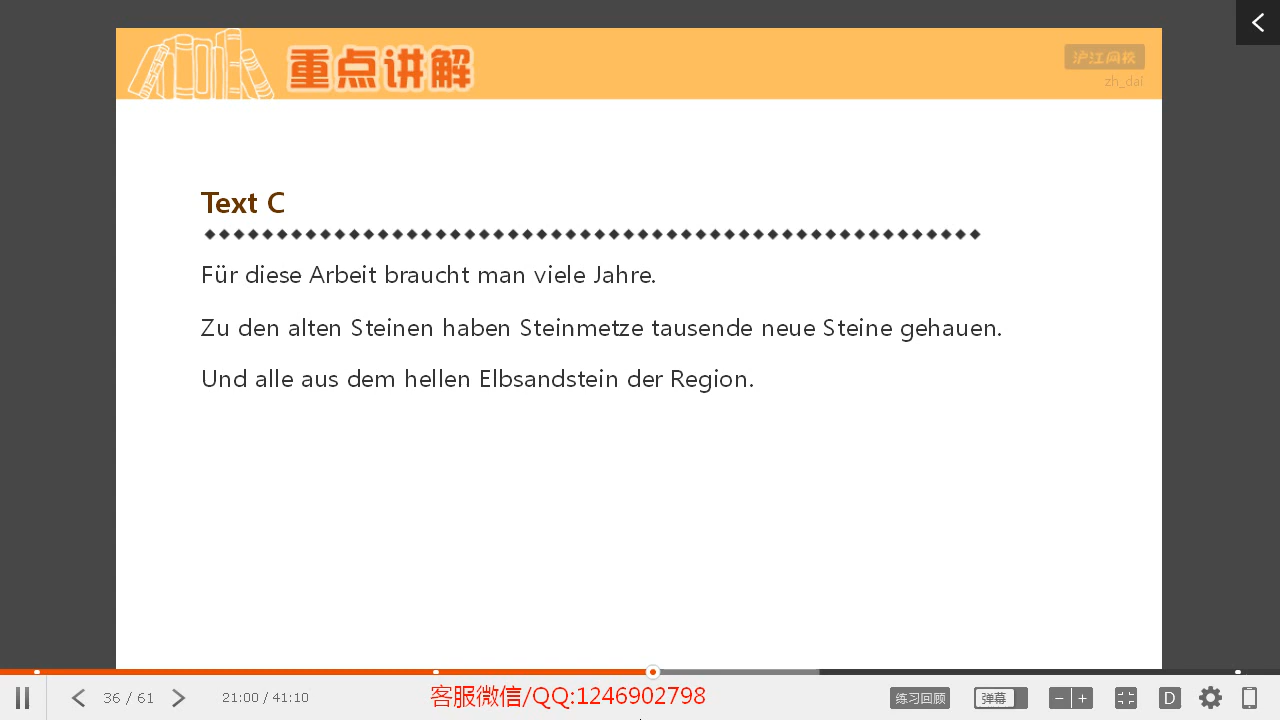 重点讲解
沪江网校
zh_dai
Text C
Für diese Arbeit braucht man viele Jahre.
Zu den alten Steinen haben Steinmetze tausende neue Steine gehauen.
Und alle aus dem hellen Elbsandstein der Region.
36 / 61
21:00 / 41:10
客服微信/QQ:1246902798
练习回顾
弹幕
D